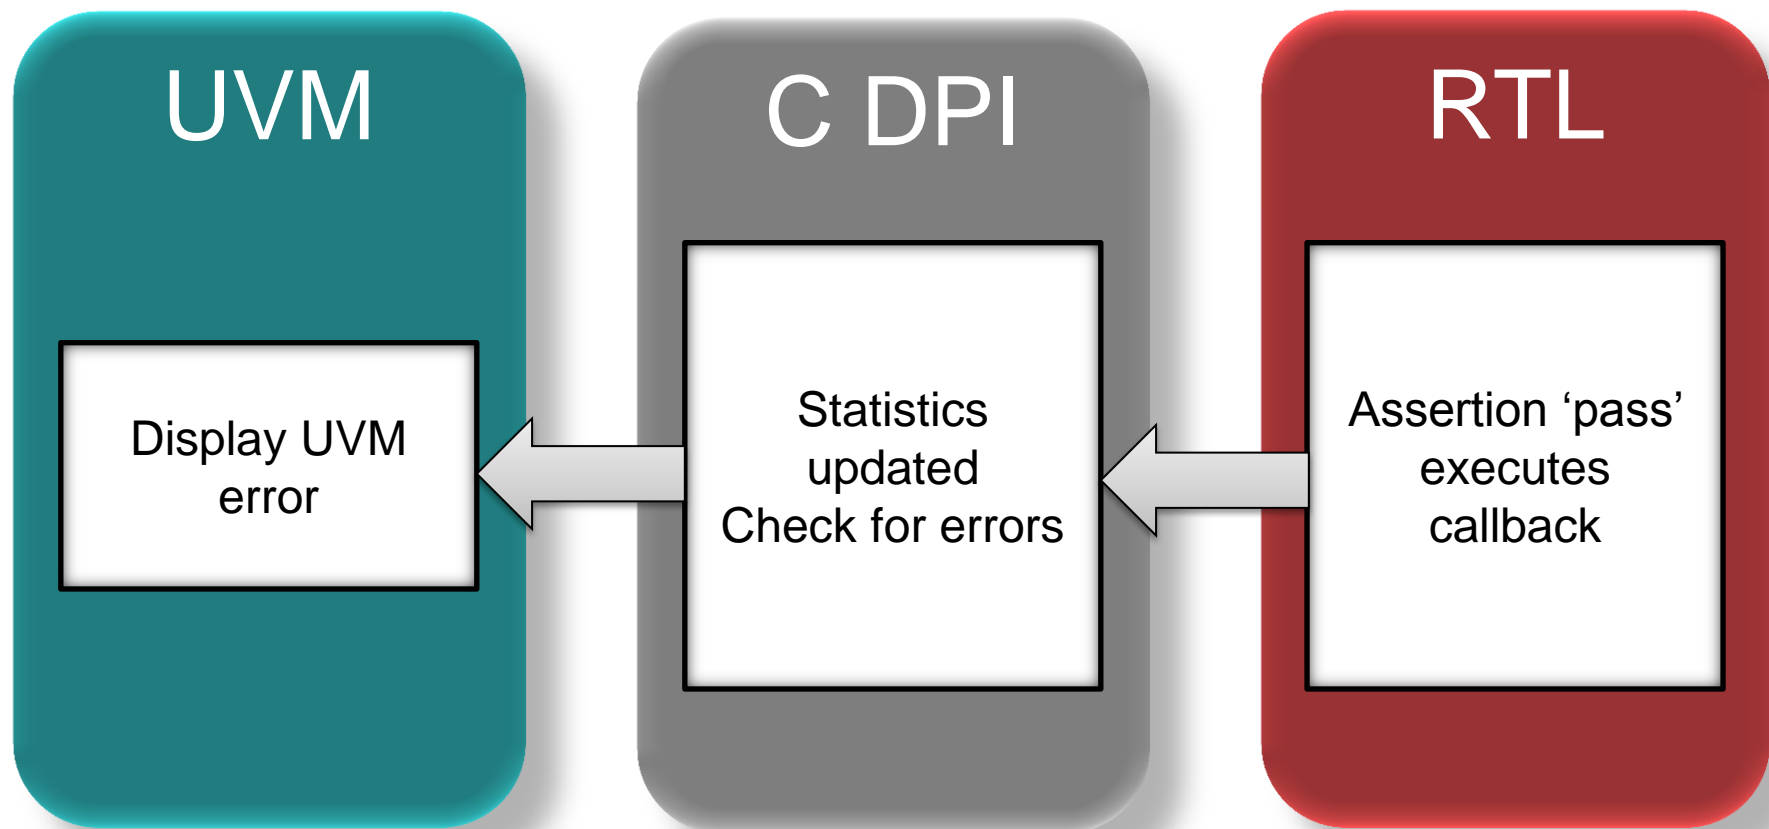 UVM
Display UVM
error
C DPI
Statistics
updated
Check for errors
RTL
Assertion ‘pass’
executes
callback